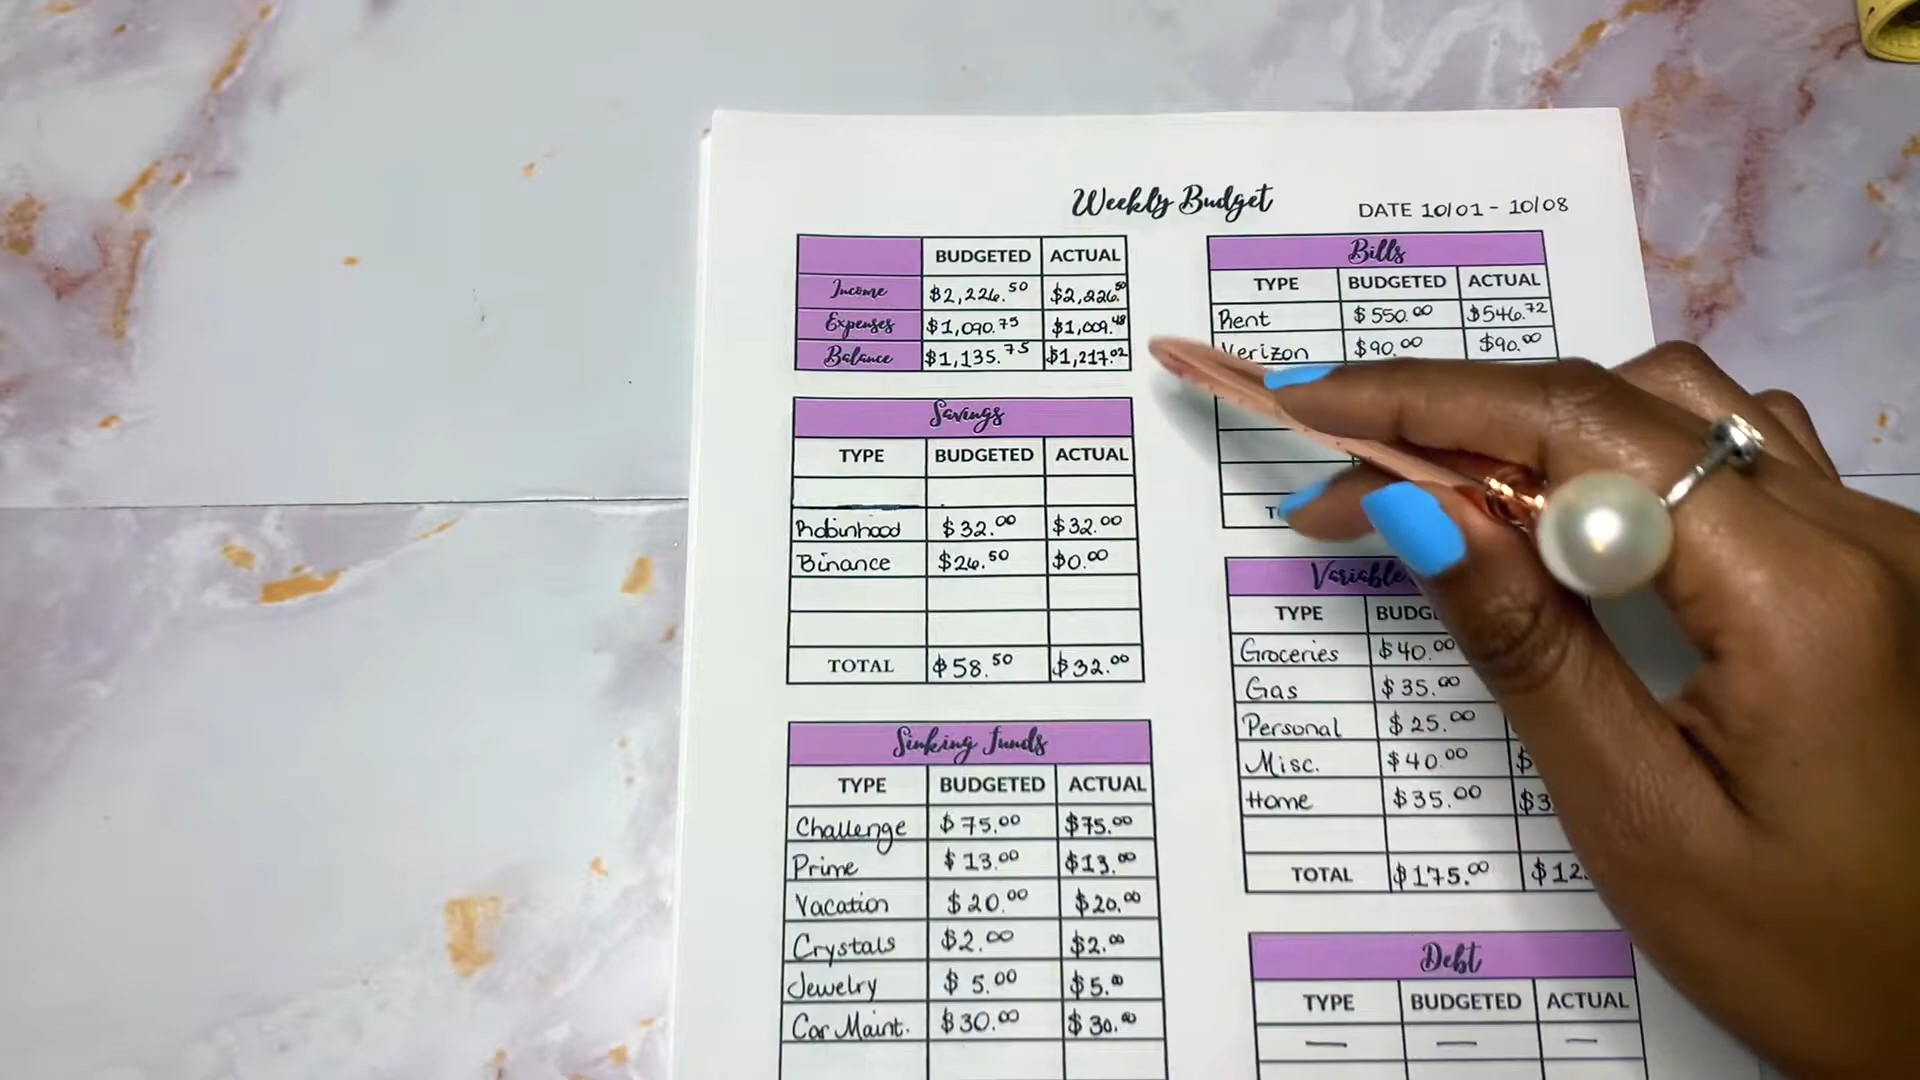 Weekly Budget
DATE 10/01 - 10/08
BUDGETED ACTUAL
Income $2,226.50 $2,226.50
Expenses $1,090.75 $1,009.48
Balance $1,135.75 $1,217.02
Savings
TYPE BUDGETED ACTUAL
Robinhood $32.00 $32.00
Binance $26.50 $0.00
TOTAL $58.50 $32.00
Sinking Funds
TYPE BUDGETED ACTUAL
Challenge $75.00 $75.00
Prime $13.00 $13.00
Vacation $20.00 $20.00
Crystals $2.00 $2.00
Jewelry $5.00 $5.00
Car Maint. $30.00 $30.00
Bills
TYPE BUDGETED ACTUAL
Rent $550.00 $546.72
Verizon $90.00 $90.00
Variable
TYPE
Groceries $40.00
Gas $35.00
Personal $25.00
Misc. $40.00
Home $35.00
TOTAL $175.00
Debt
TYPE BUDGETED ACTUAL
— — —